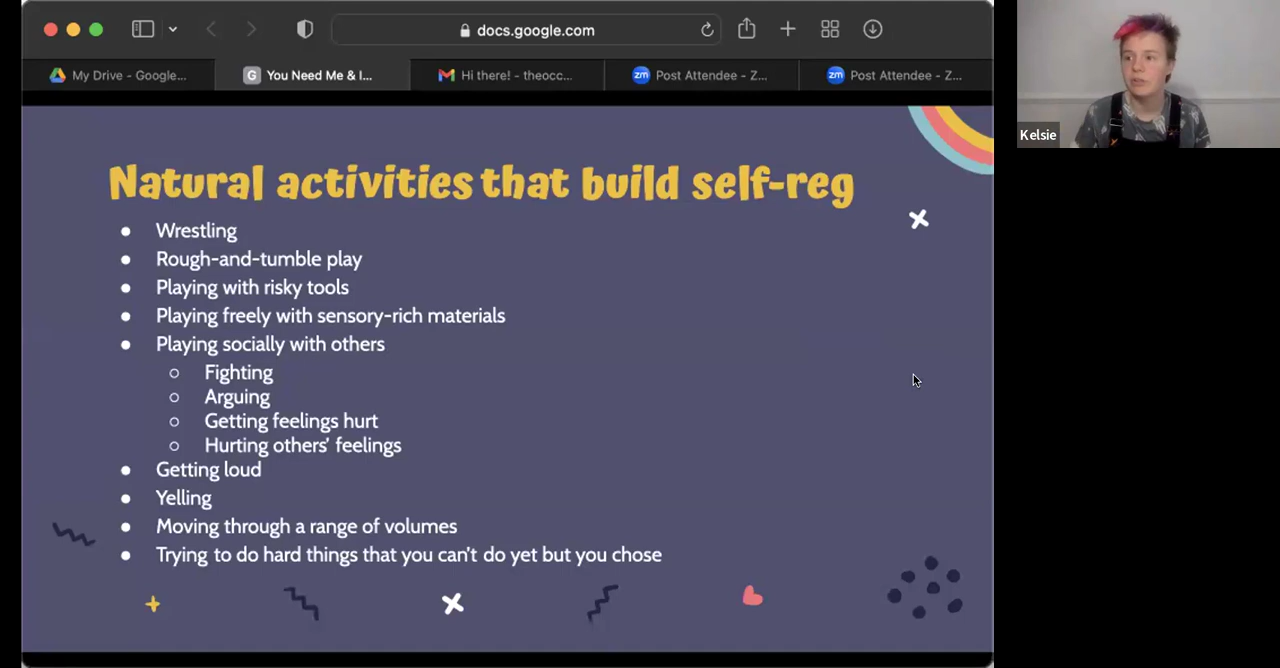 docs.google.com
My Drive - Google...
G You Need Me & I...
Hi there! - theocc...
zm Post Attendee - Z...
zm Post Attendee - Z...
Kelsie
Natural activities that build self-reg
● Wrestling
● Rough-and-tumble play
● Playing with risky tools
● Playing freely with sensory-rich materials
● Playing socially with others
○ Fighting
○ Arguing
○ Getting feelings hurt
○ Hurting others' feelings
● Getting loud
● Yelling
● Moving through a range of volumes
● Trying to do hard things that you can't do yet but you chose